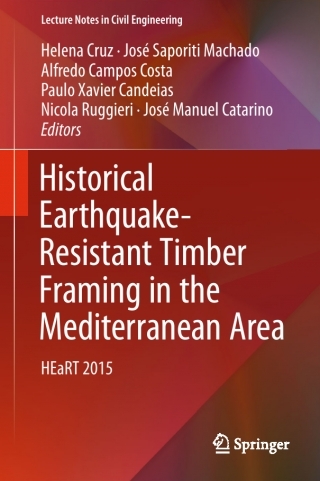 Lecture Notes in Civil Engineering
Helena Cruz · José Saporiti Machado
Alfredo Campos Costa
Paulo Xavier Candeias
Nicola Ruggieri · José Manuel Catarino
Editors
Historical
Earthquake-
Resistant Timber
Framing in the
Mediterranean Area
HEaRT 2015
Springer